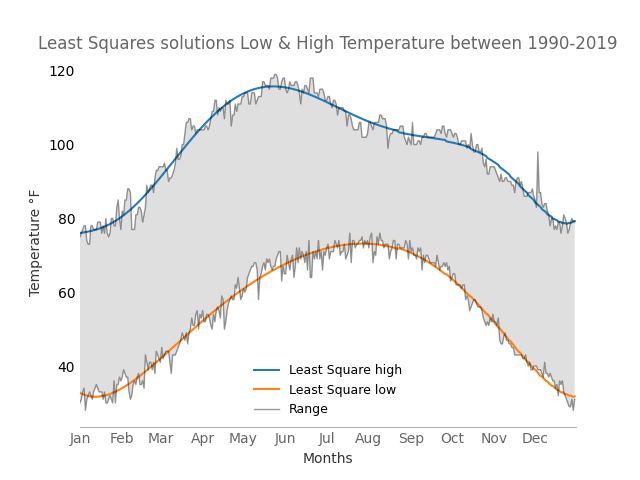 Least Squares solutions Low & High Temperature between 1990-2019
120
100
80
60
40
Temperature °F
Least Square high
Least Square low
Range
Jan Feb Mar Apr May Jun Jul Aug Sep Oct Nov Dec
Months